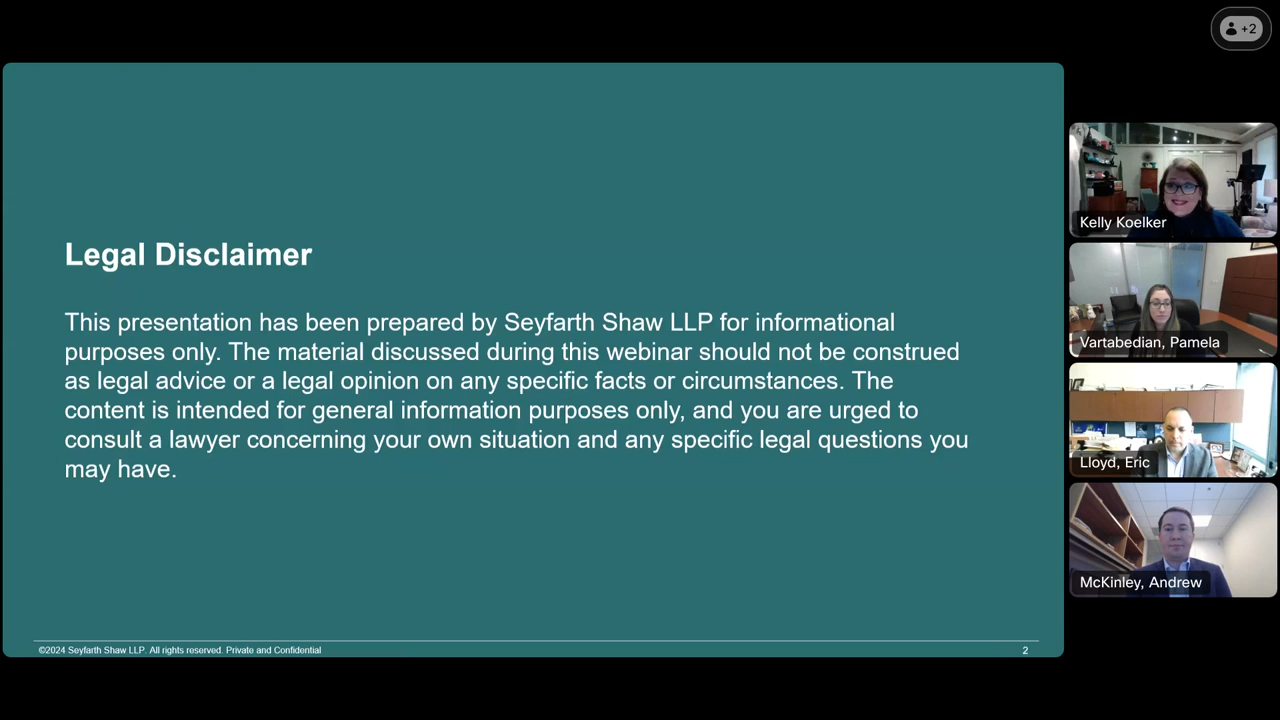 +2
Legal Disclaimer
This presentation has been prepared by Seyfarth Shaw LLP for informational
purposes only. The material discussed during this webinar should not be construed
as legal advice or a legal opinion on any specific facts or circumstances. The
content is intended for general information purposes only, and you are urged to
consult a lawyer concerning your own situation and any specific legal questions you
may have.
©2024 Seyfarth Shaw LLP. All rights reserved. Private and Confidential
2
Kelly Koelker
Vartabedian, Pamela
Lloyd, Eric
McKinley, Andrew